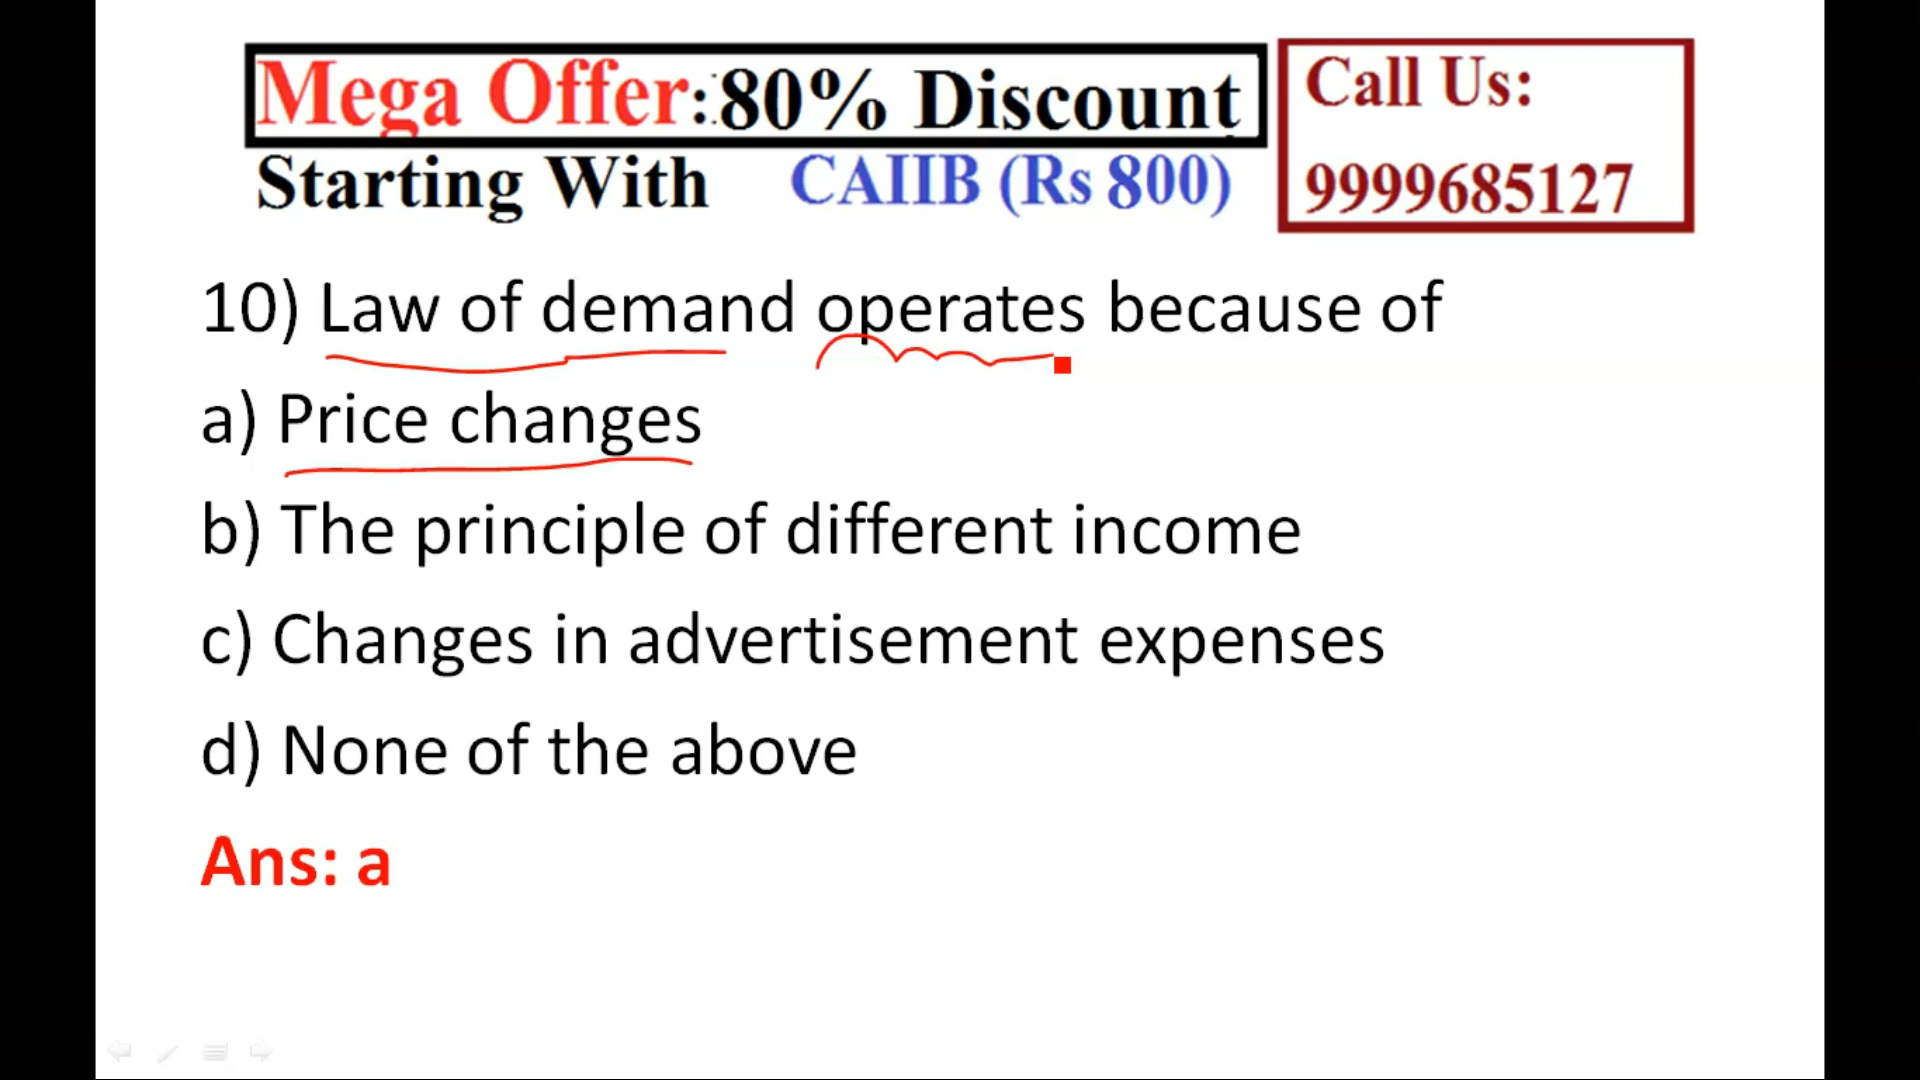 Mega Offer: 80% Discount
Starting With CAIIB (Rs 800)
Call Us:
9999685127
10) Law of demand operates because of
a) Price changes
b) The principle of different income
c) Changes in advertisement expenses
d) None of the above
Ans: a